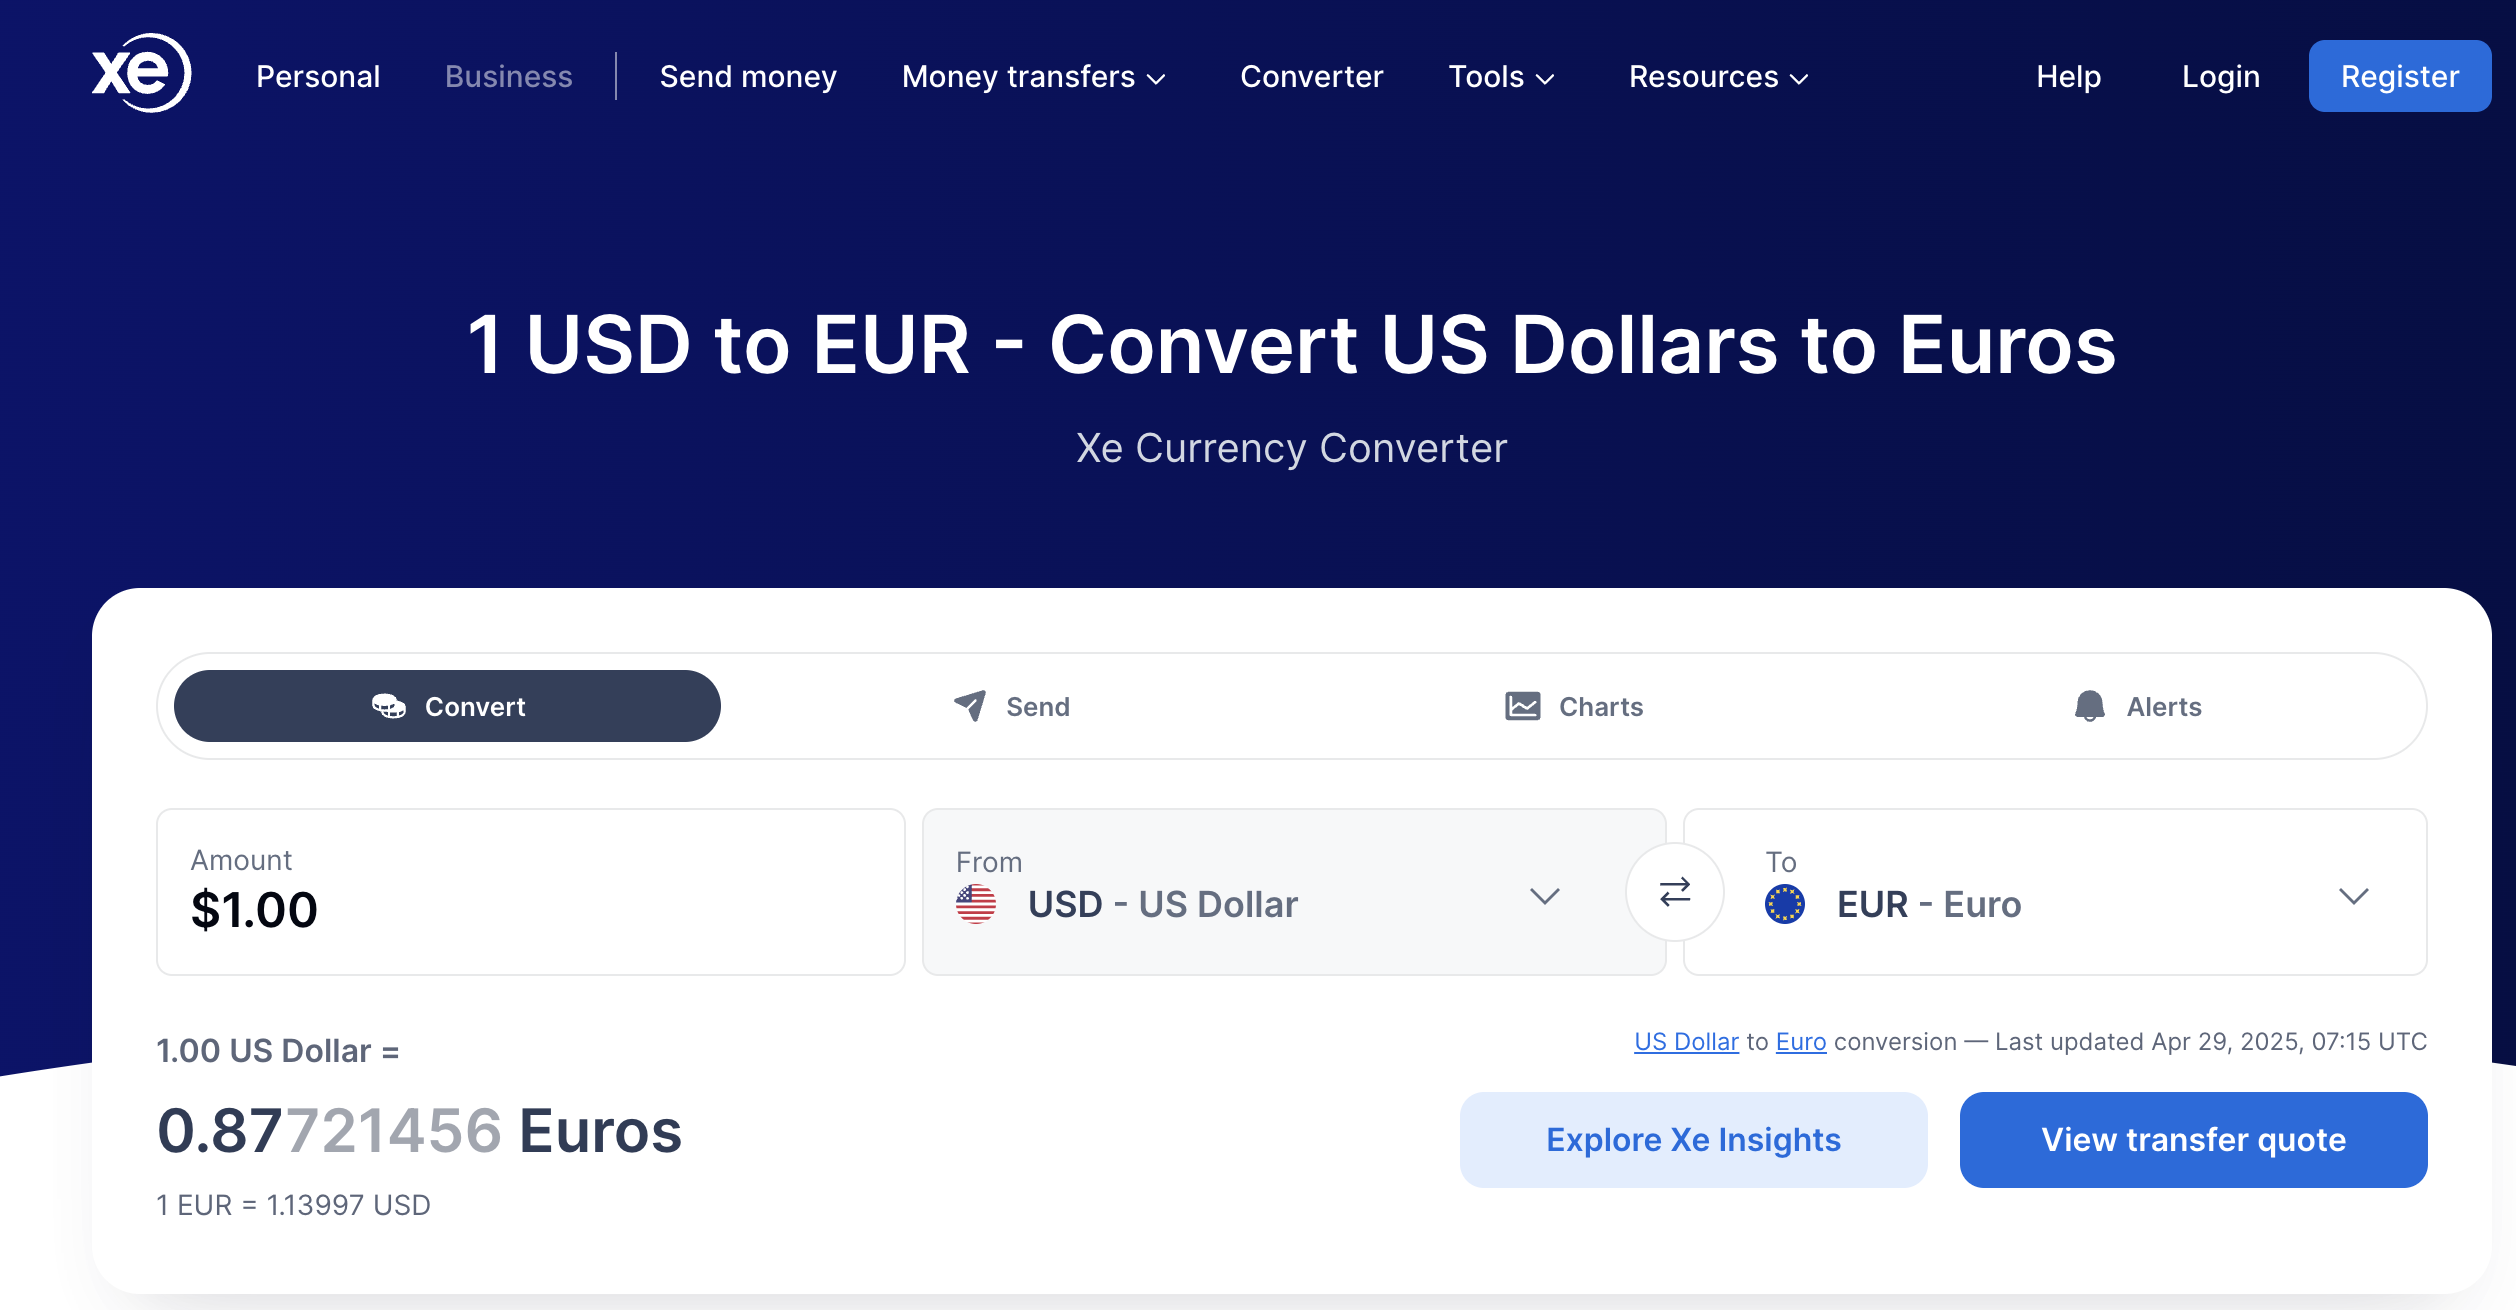 xe Personal Business Send money Money transfers Converter Tools Resources Help Login Register
1 USD to EUR - Convert US Dollars to Euros
Xe Currency Converter
Convert Send Charts Alerts
Amount
$1.00
From
USD - US Dollar
To
EUR - Euro
1.00 US Dollar =
0.87721456 Euros
1 EUR = 1.13997 USD
US Dollar to Euro conversion — Last updated Apr 29, 2025, 07:15 UTC
Explore Xe Insights View transfer quote